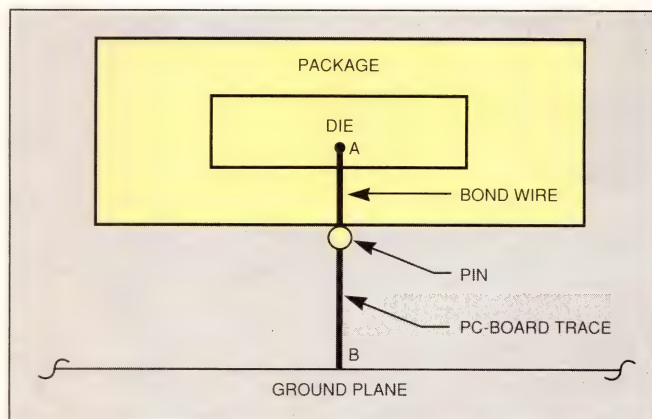 PACKAGE
DIE
A
BOND WIRE
PIN
PC-BOARD TRACE
B
GROUND PLANE